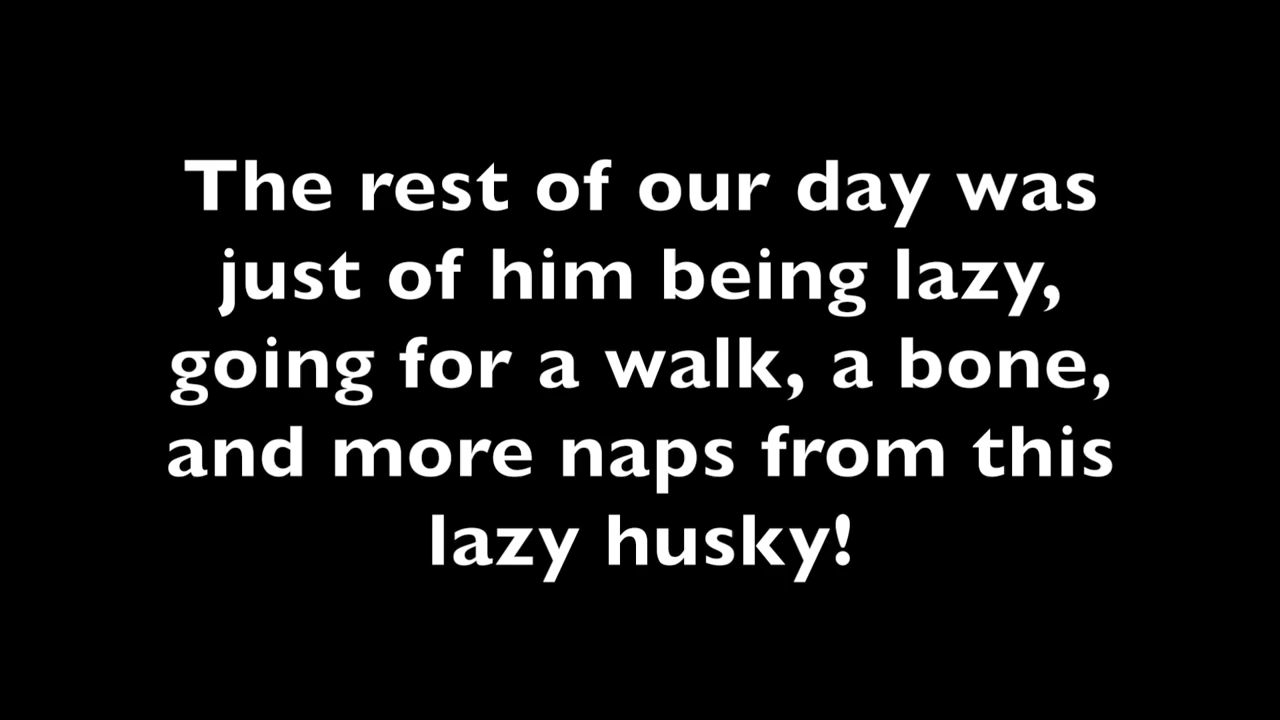 The rest of our day was
just of him being lazy,
going for a walk, a bone,
and more naps from this
lazy husky!